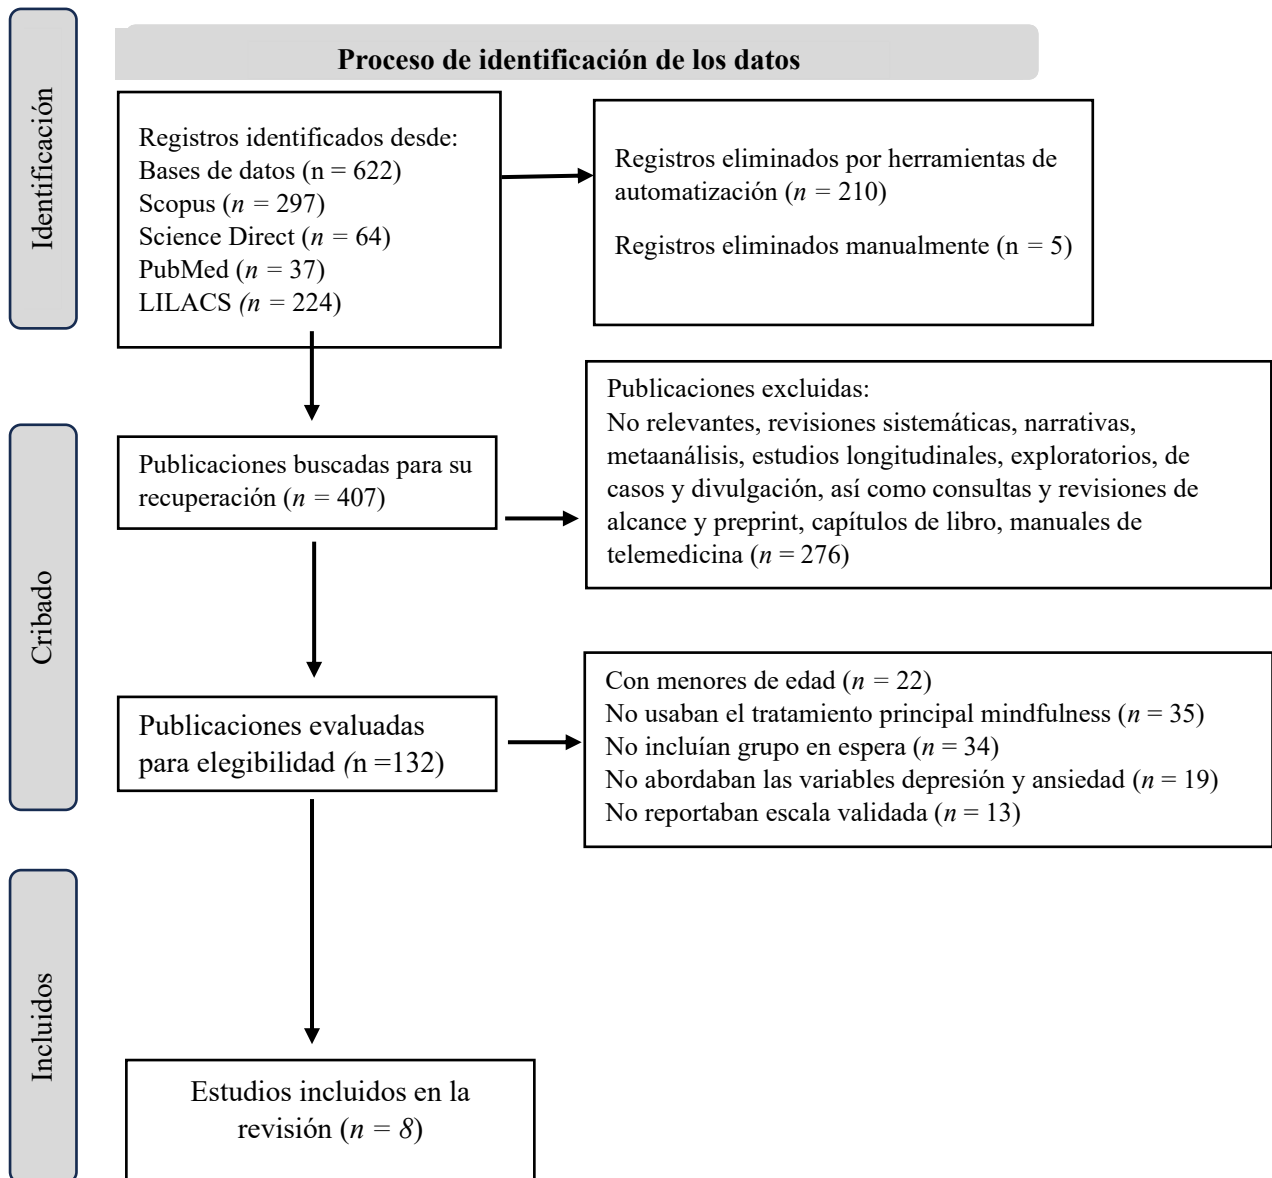 Proceso de identificación de los datos
Identificación
Registros identificados desde:
Bases de datos (n = 622)
Scopus (n = 297)
Science Direct (n = 64)
PubMed (n = 37)
LILACS (n = 224)
Registros eliminados por herramientas de
automatización (n = 210)
Registros eliminados manualmente (n = 5)
Cribado
Publicaciones buscadas para su
recuperación (n = 407)
Publicaciones excluidas:
No relevantes, revisiones sistemáticas, narrativas,
metaanálisis, estudios longitudinales, exploratorios, de
casos y divulgación, así como consultas y revisiones de
alcance y preprint, capítulos de libro, manuales de
telemedicina (n = 276)
Publicaciones evaluadas
para elegibilidad (n =132)
Con menores de edad (n = 22)
No usaban el tratamiento principal mindfulness (n = 35)
No incluían grupo en espera (n = 34)
No abordaban las variables depresión y ansiedad (n = 19)
No reportaban escala validada (n = 13)
Incluidos
Estudios incluidos en la
revisión (n = 8)